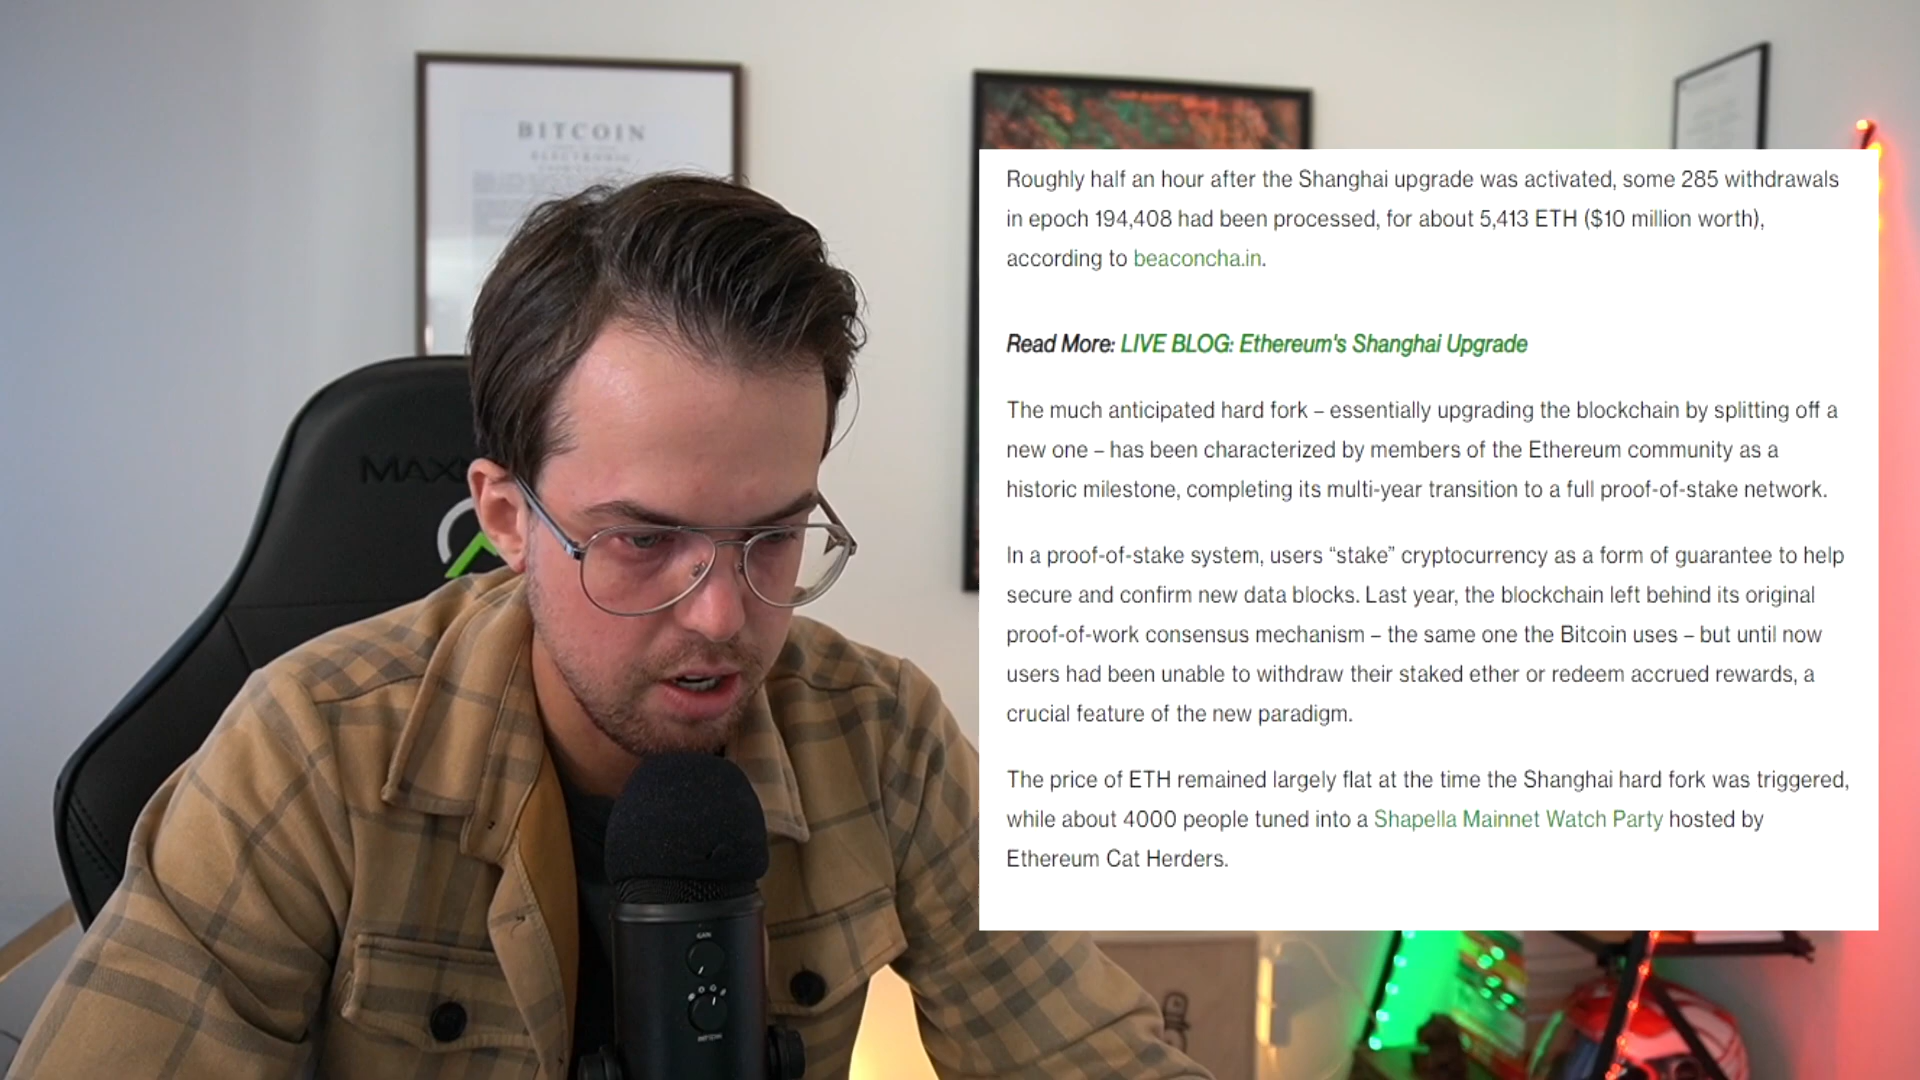 BITCOIN
ELECTRONIC
Roughly half an hour after the Shanghai upgrade was activated, some 285 withdrawals
in epoch 194,408 had been processed, for about 5,413 ETH ($10 million worth),
according to beaconcha.in.
Read More: LIVE BLOG: Ethereum's Shanghai Upgrade
The much anticipated hard fork – essentially upgrading the blockchain by splitting off a
new one – has been characterized by members of the Ethereum community as a
historic milestone, completing its multi-year transition to a full proof-of-stake network.
In a proof-of-stake system, users “stake” cryptocurrency as a form of guarantee to help
secure and confirm new data blocks. Last year, the blockchain left behind its original
proof-of-work consensus mechanism – the same one the Bitcoin uses – but until now
users had been unable to withdraw their staked ether or redeem accrued rewards, a
crucial feature of the new paradigm.
The price of ETH remained largely flat at the time the Shanghai hard fork was triggered,
while about 4000 people tuned into a Shapella Mainnet Watch Party hosted by
Ethereum Cat Herders.
GAIN
PATTERN